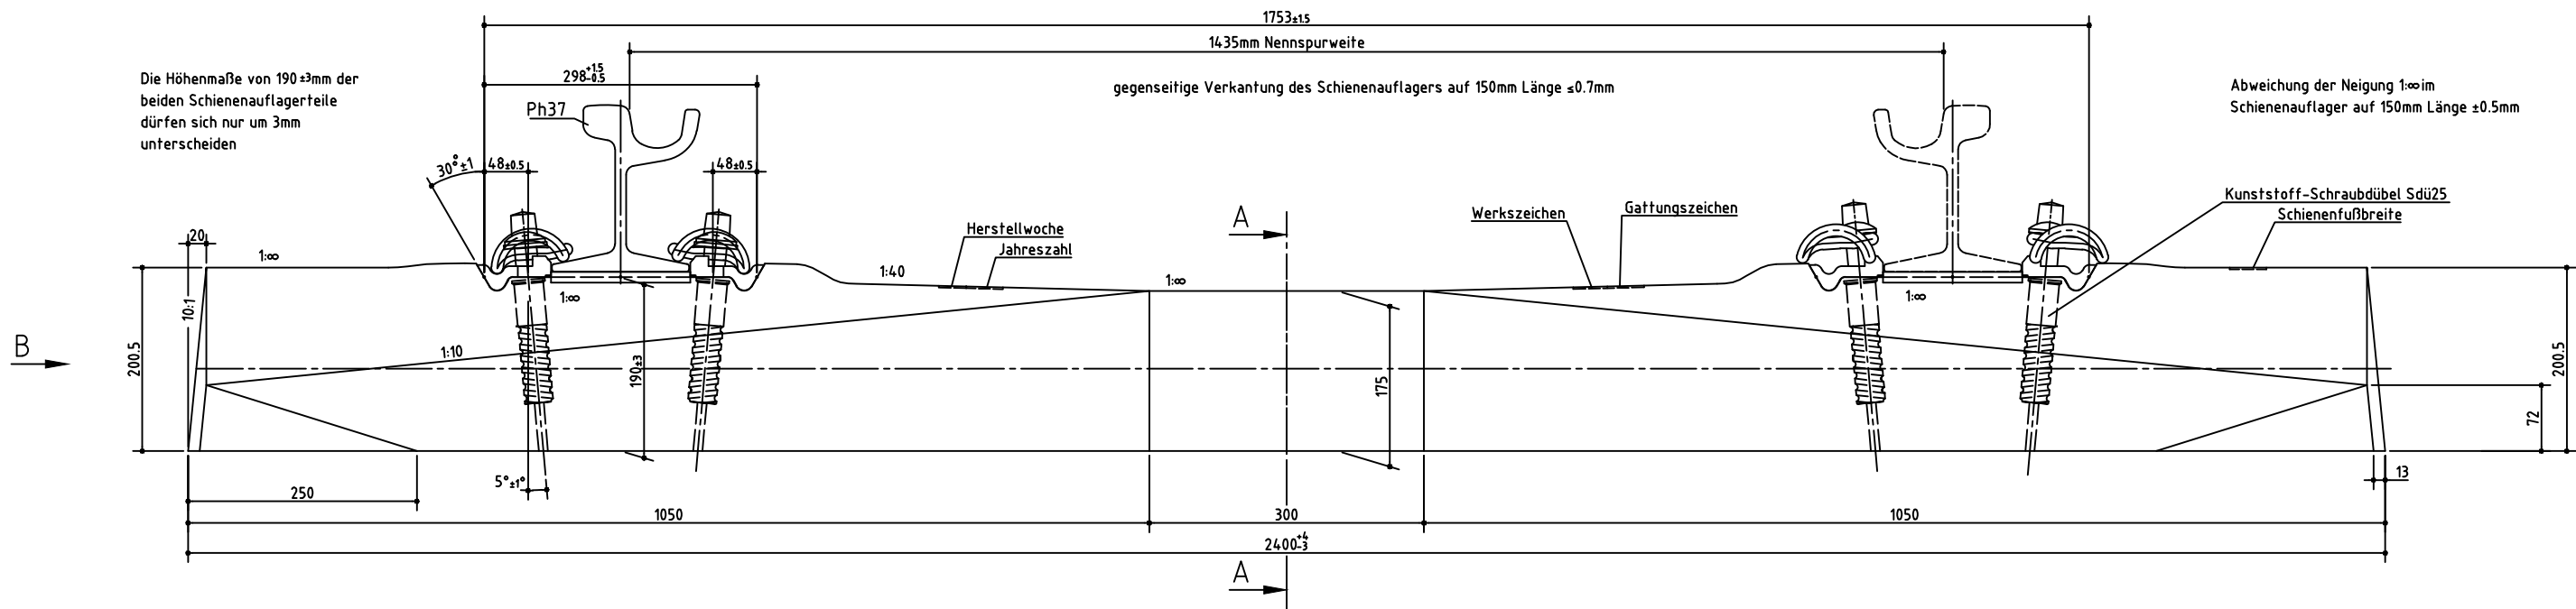 1753±1.5
1435mm Nennspurweite
298+1.5-0.5
Die Höhenmaße von 190±3mm der
beiden Schienenauflagerteile
dürfen sich nur um 3mm
unterscheiden
gegenseitige Verkantung des Schienenauflagers auf 150mm Länge ≤0.7mm
Abweichung der Neigung 1:∞im
Schienenauflager auf 150mm Länge ±0.5mm
Ph37
30°±1
48±0.5
48±0.5
Kunststoff-Schraubdübel Sdü25
Schienenfußbreite
Werkszeichen
Gattungszeichen
A
Herstellwoche
Jahreszahl
20
1:∞
1:40
1:∞
1:∞
1:∞
10:1
B
200.5
1:10
190±3
175
200.5
72
5°±1°
13
250
1050
300
1050
2400+4-3
A